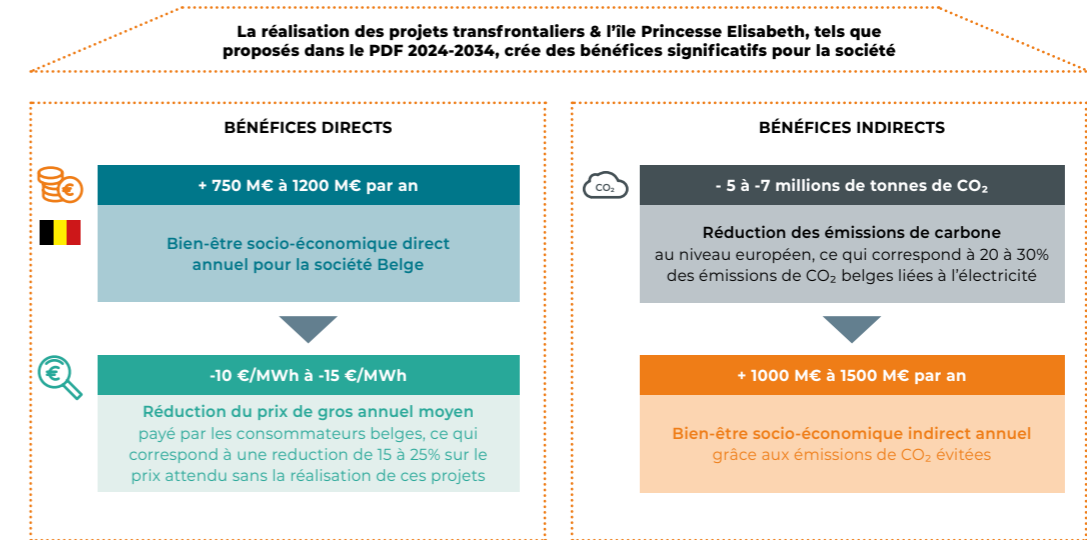 La réalisation des projets transfrontaliers & l'île Princesse Elisabeth, tels que
proposés dans le PDF 2024-2034, crée des bénéfices significatifs pour la société
BÉNÉFICES DIRECTS
€
+ 750 M€ à 1200 M€ par an
Bien-être socio-économique direct
annuel pour la société Belge
€
-10 €/MWh à -15 €/MWh
Réduction du prix de gros annuel moyen
payé par les consommateurs belges, ce qui
correspond à une reduction de 15 à 25% sur le
prix attendu sans la réalisation de ces projets
BÉNÉFICES INDIRECTS
CO₂
- 5 à -7 millions de tonnes de CO₂
Réduction des émissions de carbone
au niveau européen, ce qui correspond à 20 à 30%
des émissions de CO₂ belges liées à l'électricité
+ 1000 M€ à 1500 M€ par an
Bien-être socio-économique indirect annuel
grâce aux émissions de CO₂ évitées